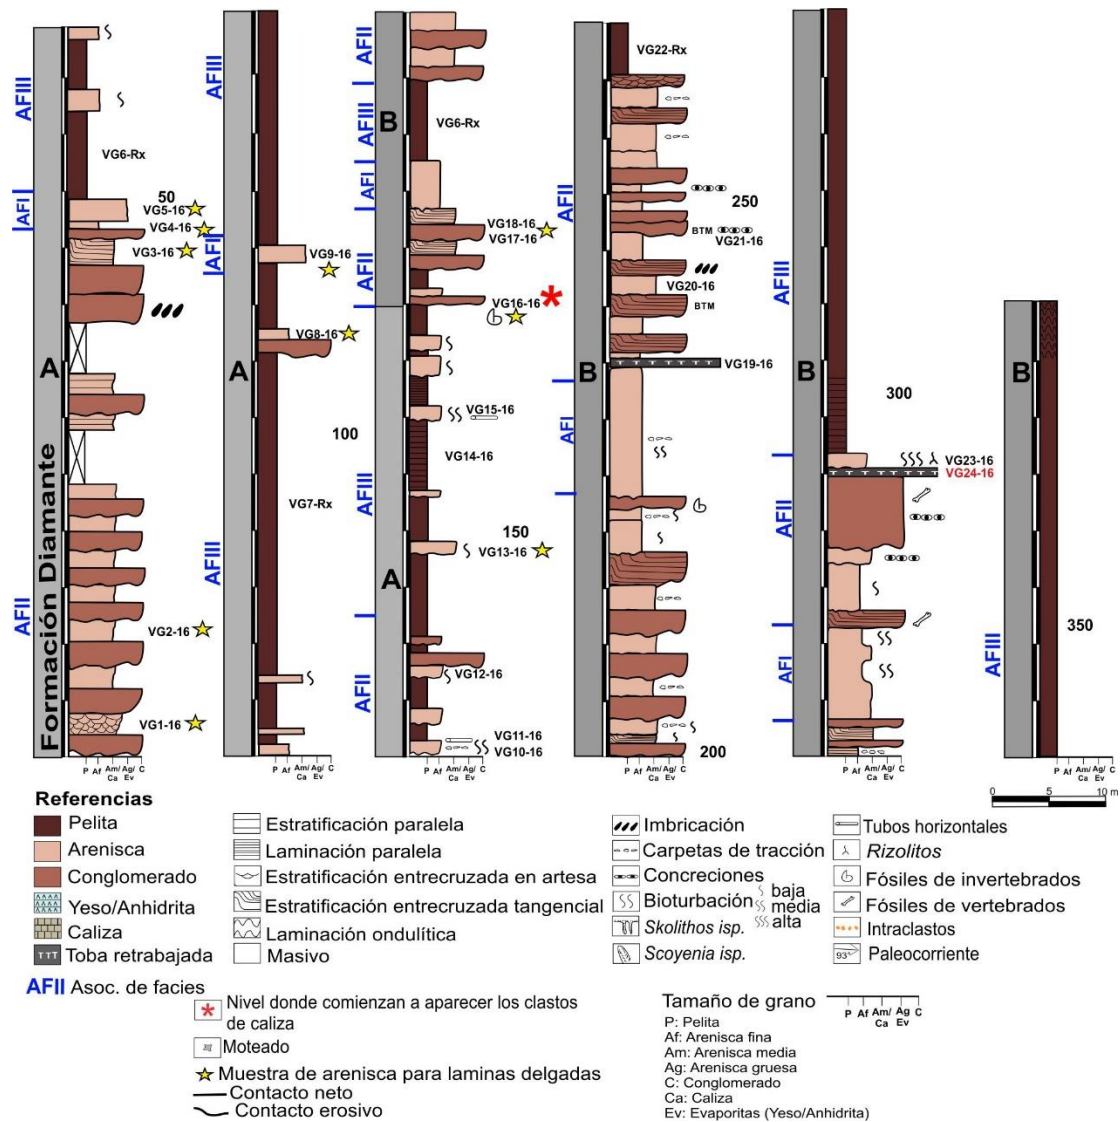 AFIII
VG6-Rx
50
VG5-16
AFI
VG4-16
VG3-16
A
Formación Diamante
AFII
VG2-16
VG1-16
P Af Am/Ca Ag/Ev C
AFIII
A
AFII
VG9-16
VG8-16
100
VG7-Rx
AFIII
P Af Am/Ca Ag/Ev C
AFII
B
AFIII
VG6-Rx
AFI
VG18-16
VG17-16
AFII
VG16-16
*
VG15-16
VG14-16
AFIII
150
VG13-16
A
AFII
VG12-16
VG11-16
VG10-16
P Af Am/Ca Ag/Ev C
VG22-Rx
AFII
250
BTM
VG21-16
VG20-16
BTM
B
VG19-16
AFI
200
P Af Am/Ca Ag/Ev C
AFIII
B
300
VG23-16
VG24-16
AFII
AFI
P Af Am/Ca Ag/Ev C
B
AFIII
350
P Af Am/Ca Ag/Ev C
0 5 10 m
Referencias
Pelita
Arenisca
Conglomerado
Yeso/Anhidrita
Caliza
TTT Toba retrabajada
Estratificación paralela
Laminación paralela
Estratificación entrecruzada en artesa
Estratificación entrecruzada tangencial
Laminación ondulítica
Masivo
Imbricación
Carpetas de tracción
Concreciones
Bioturbación
baja
media
alta
Skolithos isp.
Scoyenia isp.
Tubos horizontales
Rizolitos
Fósiles de invertebrados
Fósiles de vertebrados
Intraclastos
93° Paleocorriente
AFII Asoc. de facies
* Nivel donde comienzan a aparecer los clastos
de caliza
Moteado
Muestra de arenisca para laminas delgadas
Contacto neto
Contacto erosivo
Tamaño de grano
P Af Am/Ca Ag Ev C
P: Pelita
Af: Arenisca fina
Am: Arenisca media
Ag: Arenisca gruesa
C: Conglomerado
Ca: Caliza
Ev: Evaporitas (Yeso/Anhidrita)